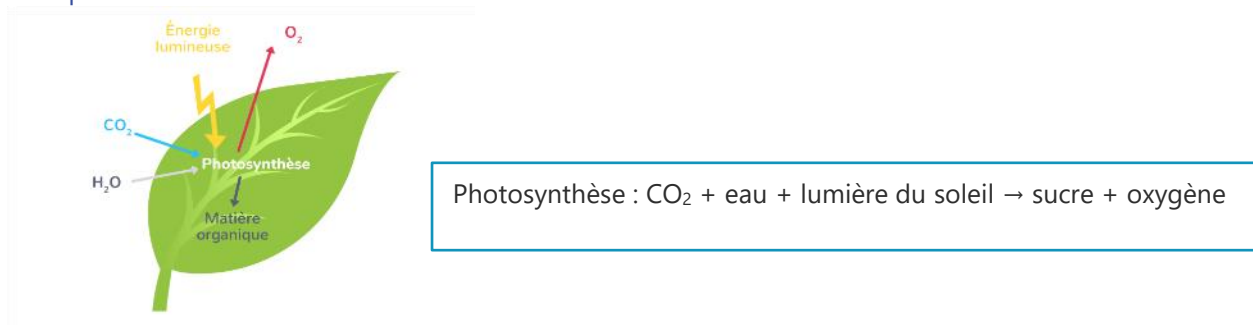 Énergie
lumineuse
O₂
CO₂
H₂O
Photosynthèse
Matière
organique
Photosynthèse : CO₂ + eau + lumière du soleil → sucre + oxygène